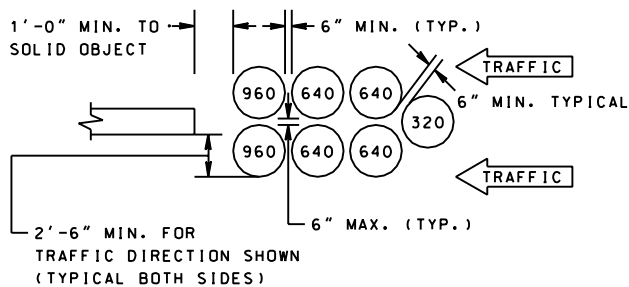 1'-0" MIN. TO
SOLID OBJECT
6" MIN. (TYP.)
TRAFFIC
960 640 640
6" MIN. TYPICAL
320
960 640 640
TRAFFIC
6" MAX. (TYP.)
2'-6" MIN. FOR
TRAFFIC DIRECTION SHOWN
(TYPICAL BOTH SIDES)